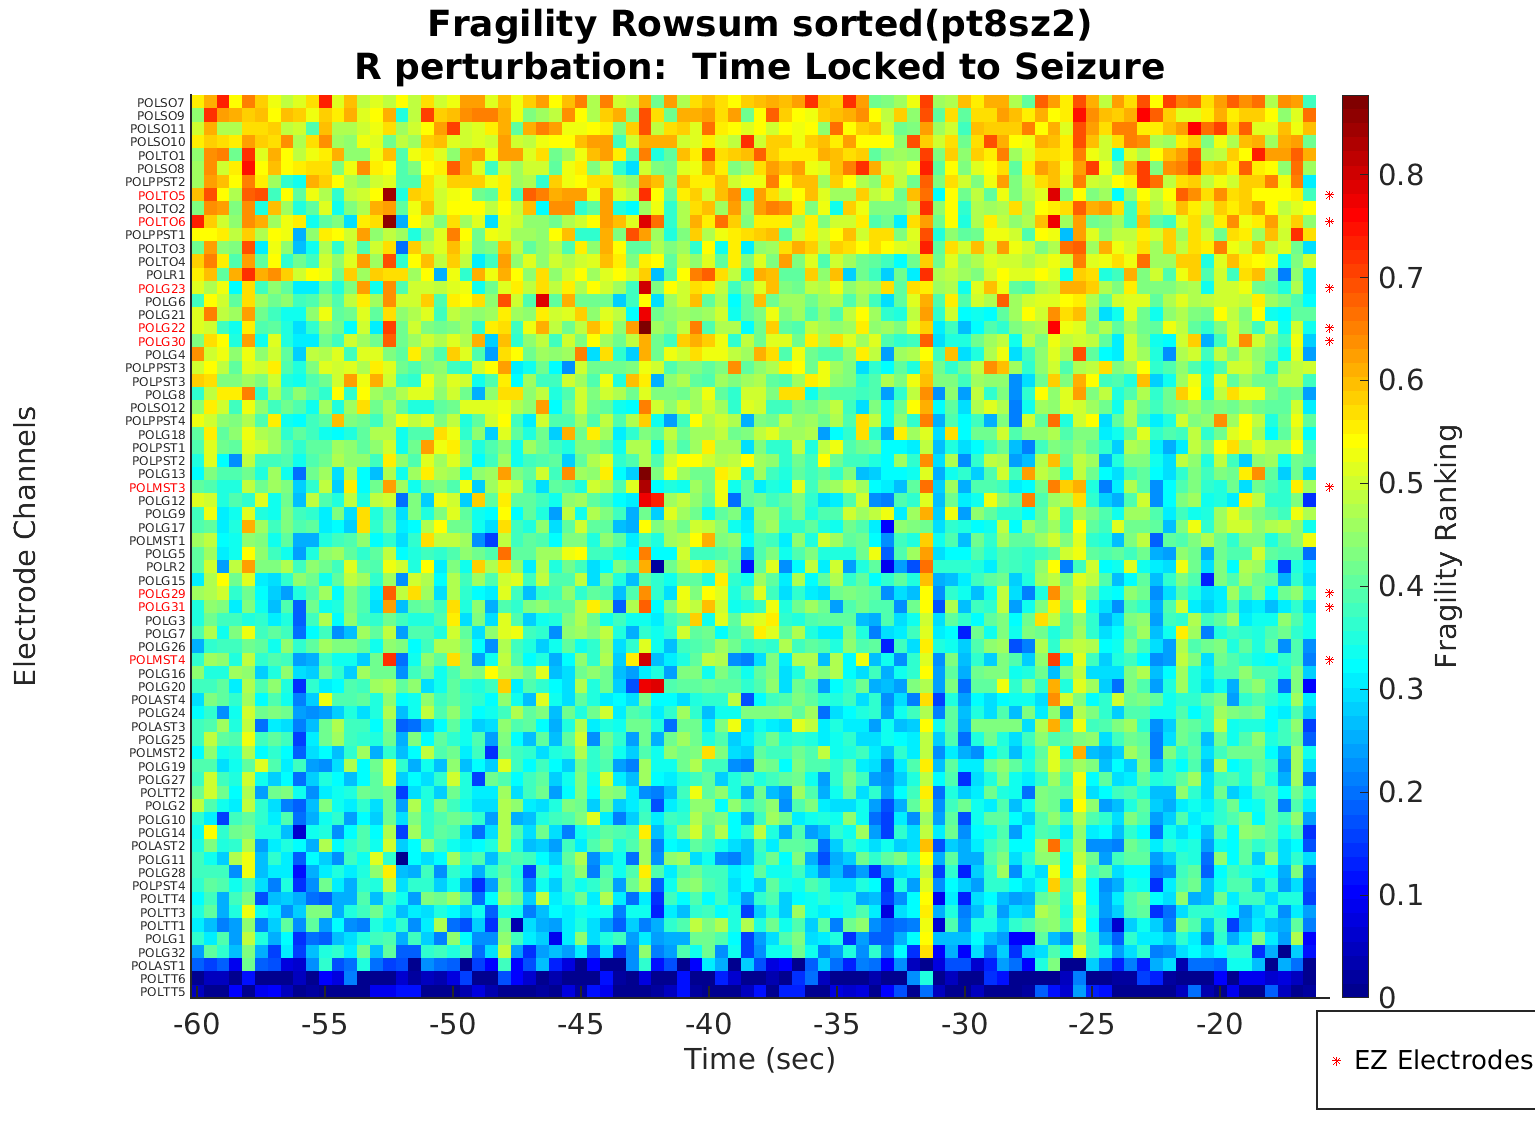 Fragility Rowsum sorted(pt8sz2)
R perturbation:  Time Locked to Seizure
Electrode Channels
POLSO7
POLSO9
POLSO11
POLSO10
POLTO1
POLSO8
POLPPST2
POLTO5
POLTO2
POLTO6
POLPPST1
POLTO3
POLTO4
POLR1
POLG23
POLG6
POLG21
POLG22
POLG30
POLG4
POLPPST3
POLPST3
POLG8
POLSO12
POLPPST4
POLG18
POLPST1
POLPST2
POLG13
POLMST3
POLG12
POLG9
POLG17
POLMST1
POLG5
POLR2
POLG15
POLG29
POLG31
POLG3
POLG7
POLG26
POLMST4
POLG16
POLG20
POLAST4
POLG24
POLAST3
POLG25
POLMST2
POLG19
POLG27
POLTT2
POLG2
POLG10
POLG14
POLAST2
POLG11
POLG28
POLPST4
POLTT4
POLTT3
POLTT1
POLG1
POLG32
POLAST1
POLTT6
POLTT5
-60 -55 -50 -45 -40 -35 -30 -25 -20
Time (sec)
0.8
0.7
0.6
0.5
0.4
0.3
0.2
0.1
0
Fragility Ranking
EZ Electrodes